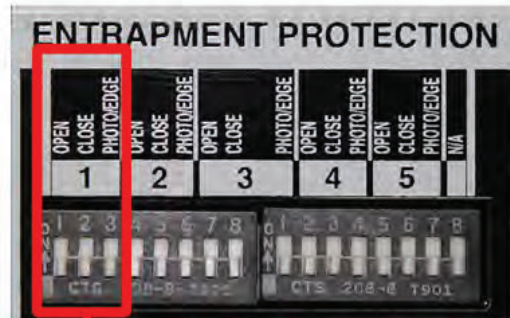 ENTRAPMENT PROTECTION
OPEN CLOSE PHOTO/EDGE OPEN CLOSE PHOTO/EDGE OPEN CLOSE PHOTO/EDGE OPEN CLOSE PHOTO/EDGE OPEN CLOSE PHOTO/EDGE N/A
1 2 3 4 5
1 2 3 4 5 6 7 8 1 2 3 4 5 6 7 8
CTS CTS 208-8 T901